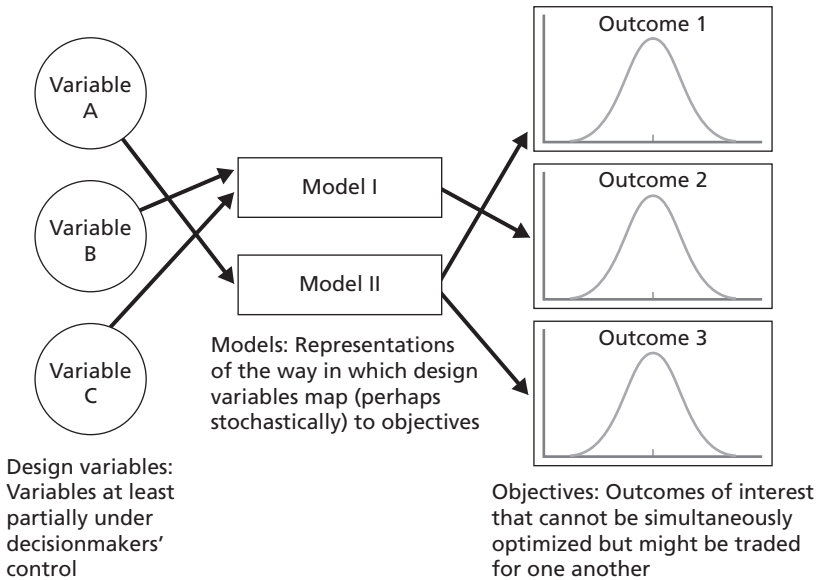 Variable
A
Variable
B
Variable
C
Design variables:
Variables at least
partially under
decisionmakers'
control
Model I
Model II
Models: Representations
of the way in which design
variables map (perhaps
stochastically) to objectives
Outcome 1
Outcome 2
Outcome 3
Objectives: Outcomes of interest
that cannot be simultaneously
optimized but might be traded
for one another